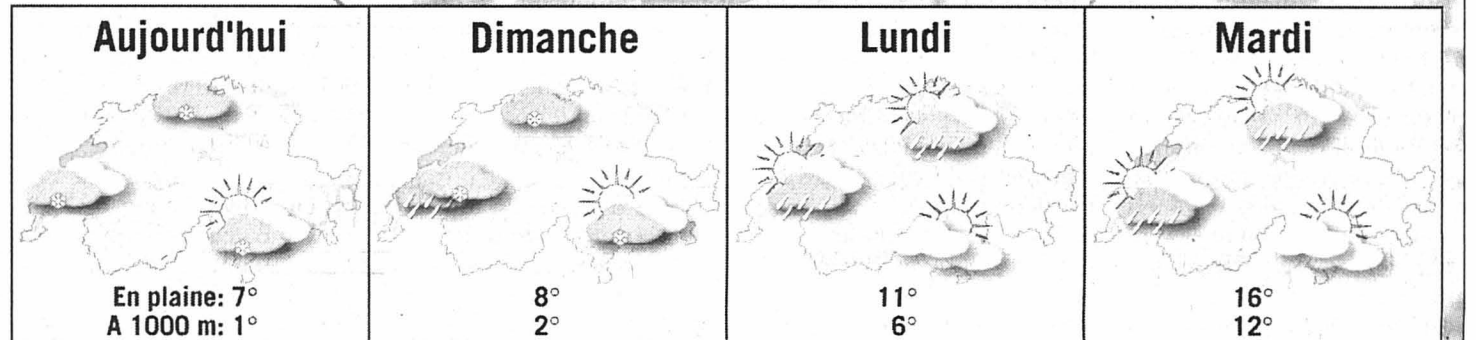 Aujourd'hui
En plaine: 7°
A 1000 m: 1°
Dimanche
8°
2°
Lundi
11°
6°
Mardi
16°
12°